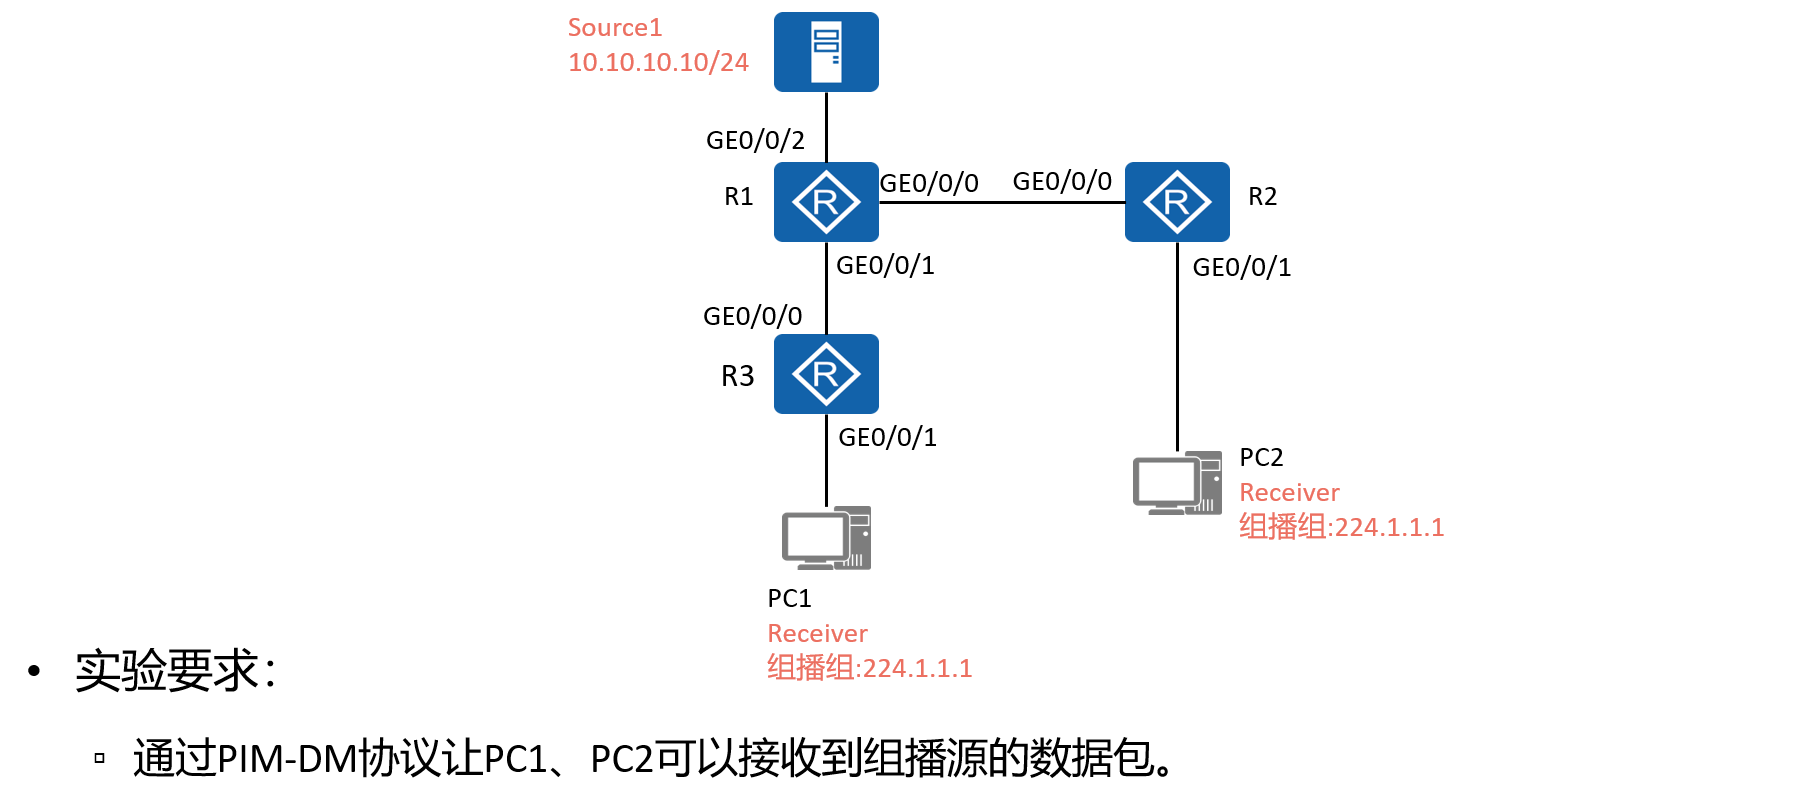 Source1
10.10.10.10/24
GE0/0/2
R1
R
GE0/0/0
GE0/0/0
R
R2
GE0/0/1
GE0/0/1
GE0/0/0
R3
R
GE0/0/1
PC2
Receiver
组播组:224.1.1.1
PC1
Receiver
组播组:224.1.1.1
• 实验要求：
▫ 通过PIM-DM协议让PC1、PC2可以接收到组播源的数据包。